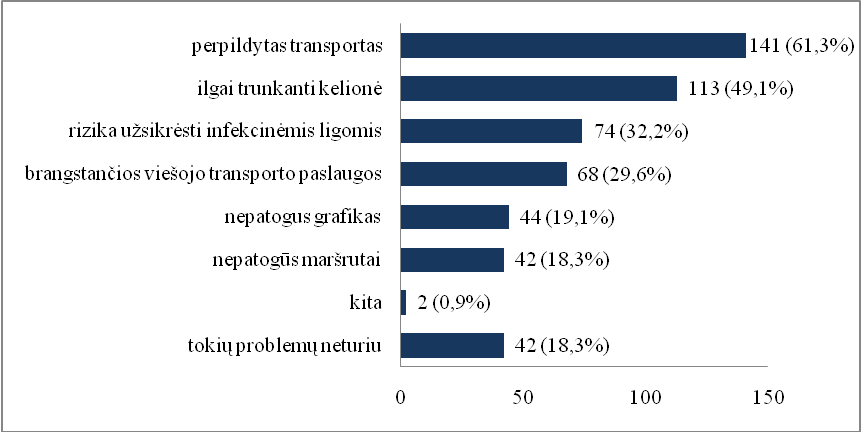 perpildytas transportas 141 (61,3%)
ilgai trunkanti kelionė 113 (49,1%)
rizika užsikrėsti infekcinėmis ligomis 74 (32,2%)
brangstančios viešojo transporto paslaugos 68 (29,6%)
nepatogus grafikas 44 (19,1%)
nepatogūs maršrutai 42 (18,3%)
kita 2 (0,9%)
tokių problemų neturiu 42 (18,3%)
0 50 100 150